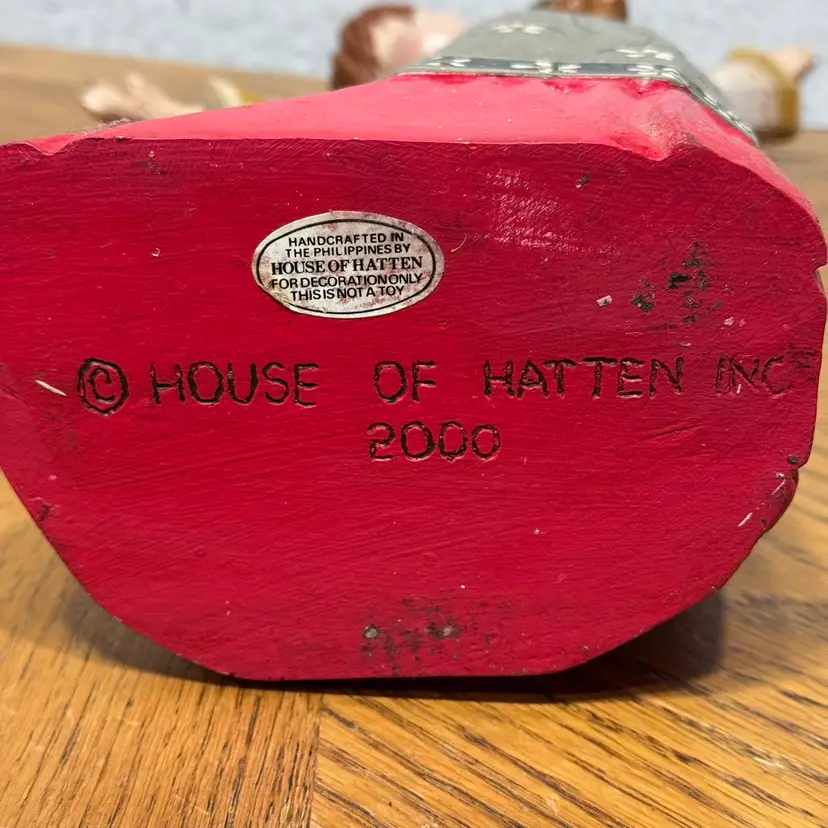 HANDCRAFTED IN
THE PHILIPPINES BY
HOUSE OF HATTEN
FOR DECORATION ONLY
THIS IS NOT A TOY
© HOUSE OF HATTEN INC
2000